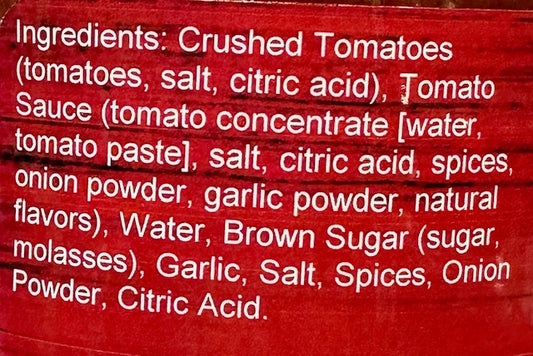 Ingredients: Crushed Tomatoes
(tomatoes, salt, citric acid), Tomato
Sauce (tomato concentrate [water,
tomato paste], salt, citric acid, spices,
onion powder, garlic powder, natural
flavors), Water, Brown Sugar (sugar,
molasses), Garlic, Salt, Spices, Onion
Powder, Citric Acid.